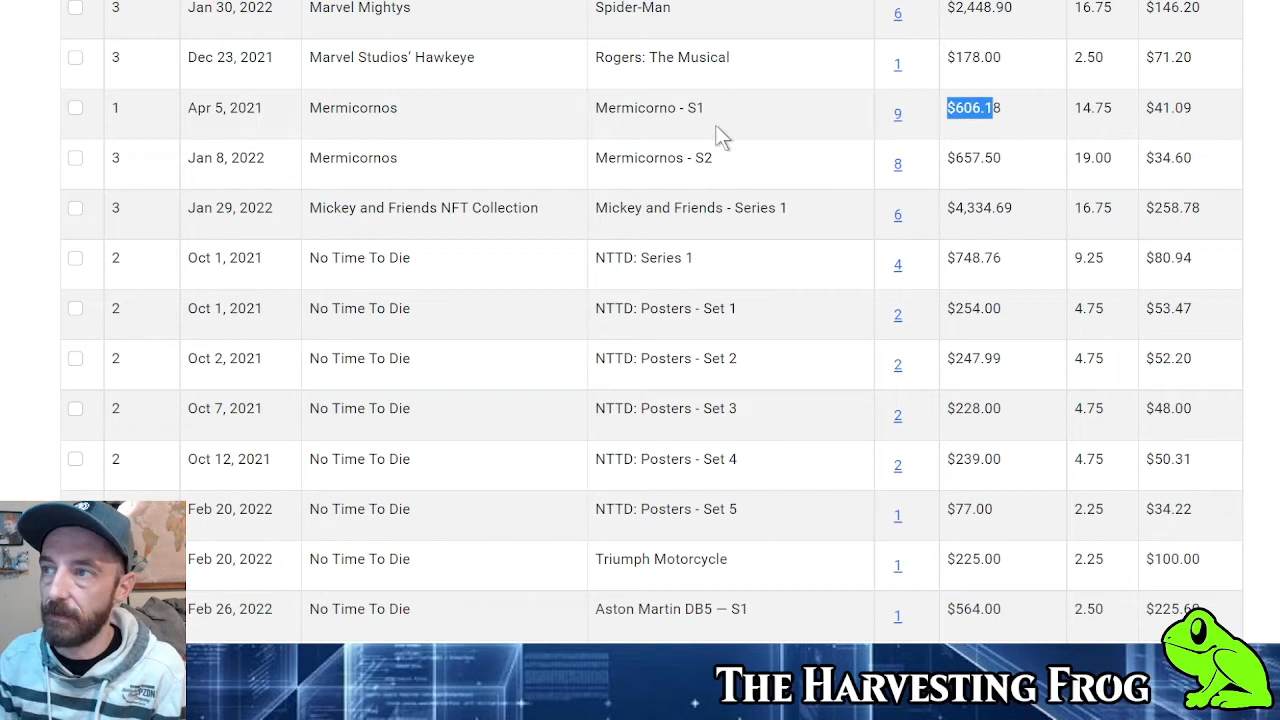 3 Jan 30, 2022 Marvel Mightys Spider-Man 6 $2,448.90 16.75 $146.20
3 Dec 23, 2021 Marvel Studios’ Hawkeye Rogers: The Musical 1 $178.00 2.50 $71.20
1 Apr 5, 2021 Mermicornos Mermicorno - S1 9 $606.18 14.75 $41.09
3 Jan 8, 2022 Mermicornos Mermicornos - S2 8 $657.50 19.00 $34.60
3 Jan 29, 2022 Mickey and Friends NFT Collection Mickey and Friends - Series 1 6 $4,334.69 16.75 $258.78
2 Oct 1, 2021 No Time To Die NTTD: Series 1 4 $748.76 9.25 $80.94
2 Oct 1, 2021 No Time To Die NTTD: Posters - Set 1 2 $254.00 4.75 $53.47
2 Oct 2, 2021 No Time To Die NTTD: Posters - Set 2 2 $247.99 4.75 $52.20
2 Oct 7, 2021 No Time To Die NTTD: Posters - Set 3 2 $228.00 4.75 $48.00
2 Oct 12, 2021 No Time To Die NTTD: Posters - Set 4 2 $239.00 4.75 $50.31
Feb 20, 2022 No Time To Die NTTD: Posters - Set 5 1 $77.00 2.25 $34.22
Feb 20, 2022 No Time To Die Triumph Motorcycle 1 $225.00 2.25 $100.00
Feb 26, 2022 No Time To Die Aston Martin DB5 — S1 1 $564.00 2.50
The Harvesting Frog